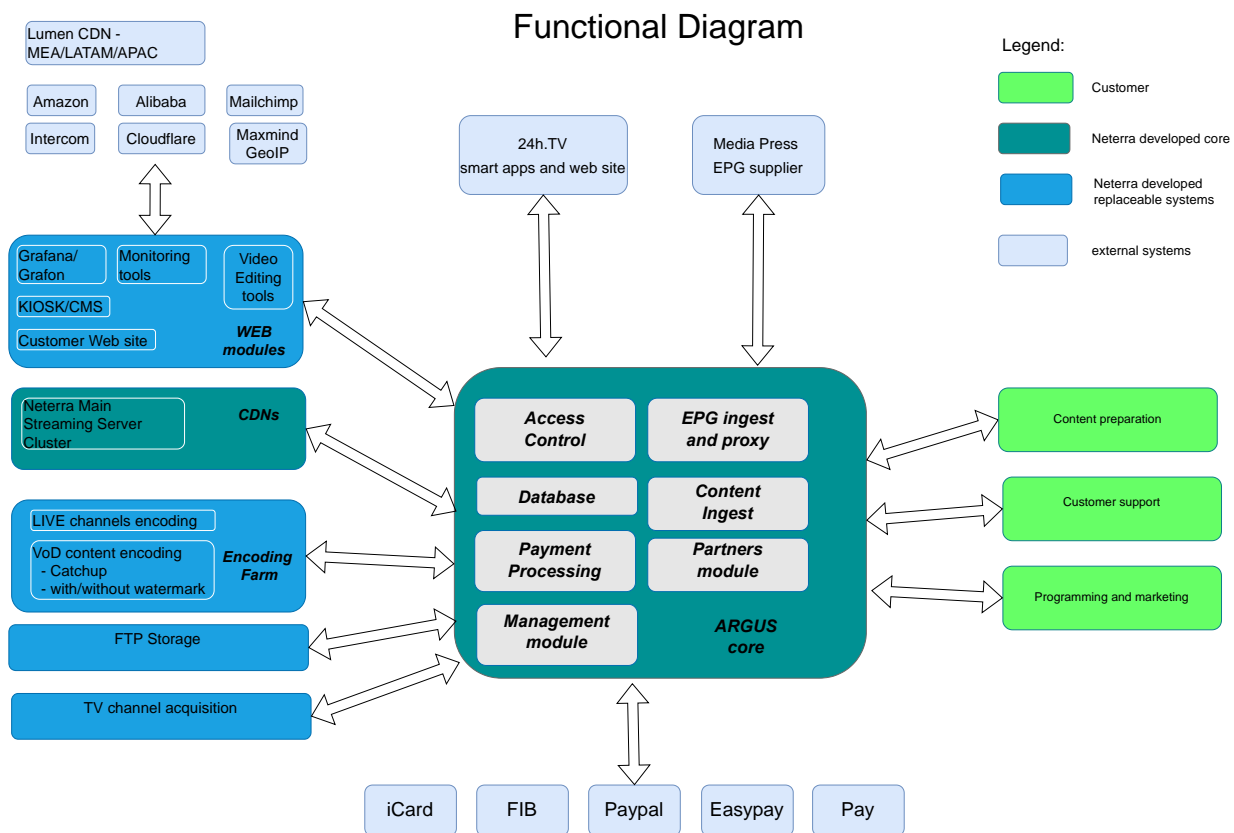 Functional Diagram
Lumen CDN -
MEA/LATAM/APAC
Amazon
Alibaba
Mailchimp
Intercom
Cloudflare
Maxmind
GeoIP
24h.TV
smart apps and web site
Media Press
EPG supplier
Legend:
Customer
Neterra developed core
Neterra developed
replaceable systems
external systems
Grafana/
Grafon
Monitoring
tools
Video
Editing
tools
KIOSK/CMS
Customer Web site
WEB
modules
Neterra Main
Streaming Server
Cluster
CDNs
LIVE channels encoding
VoD content encoding
- Catchup
- with/without watermark
Encoding
Farm
FTP Storage
TV channel acquisition
Access
Control
EPG ingest
and proxy
Database
Content
Ingest
Payment
Processing
Partners
module
Management
module
ARGUS
core
Content preparation
Customer support
Programming and marketing
iCard
FIB
Paypal
Easypay
Pay